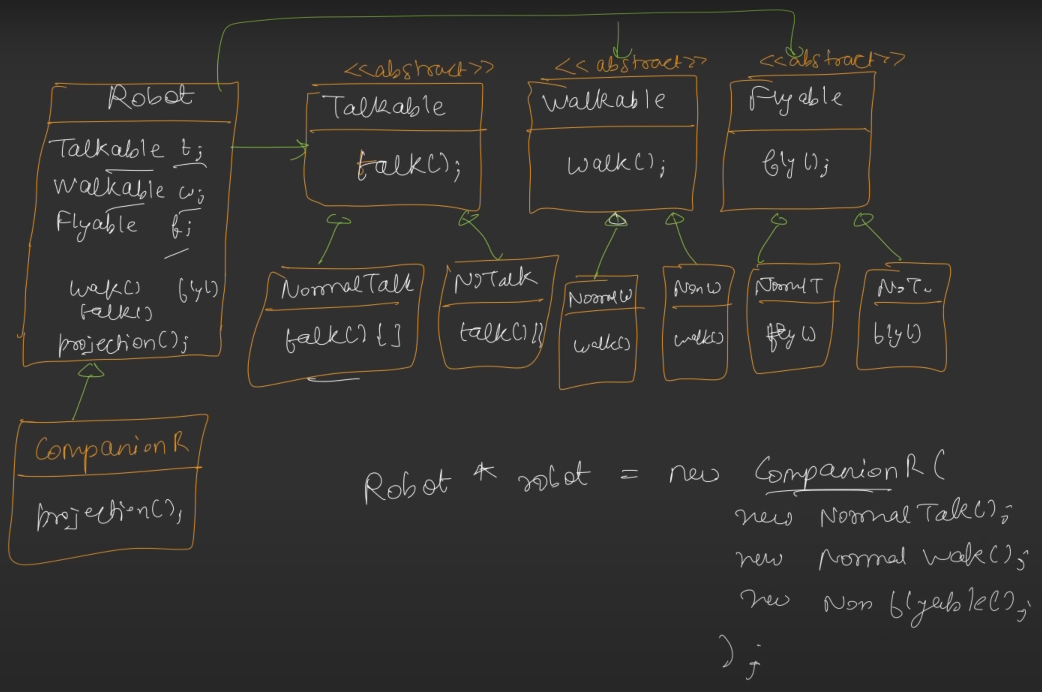 <<abstract>>
<<abstract>>
<<abstract>>
Robot
Talkable t;
Walkable w;
Flyable f;
walk() fly()
talk()
projection();
Talkable
talk();
Walkable
walk();
Flyable
fly();
NormalTalk
talk() { }
NoTalk
talk()
NormalW
walk()
NonW
walk()
NormalT
fly()
NoT
fly()
CompanionR
projection();
Robot * robot = new CompanionR(
new NormalTalk();
new Normal Walk();
new Non flyable();
);